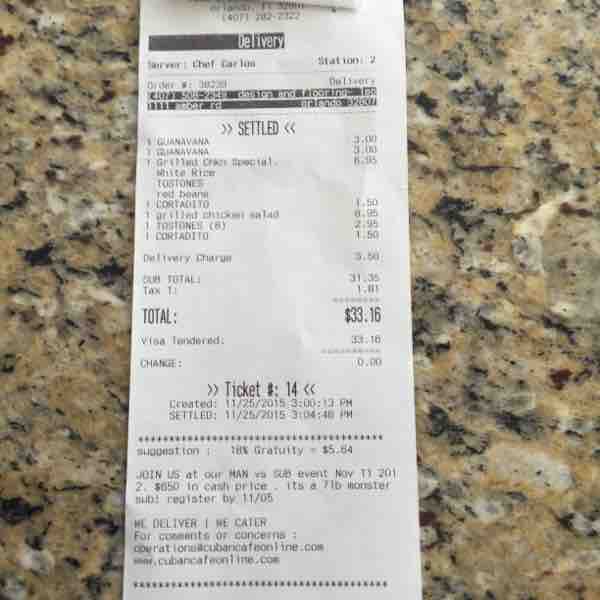 orlando, fl 32807
(407) 282-2322
Delivery
Server: Chef Carlos Station: 2
Order #: 38239 Delivery
(407) 508-2348 design and flooring-
1111 amber rd orlando 32807
>> SETTLED <<
1 GUANAVANA 3.00
1 GUANAVANA 3.00
1 Grilled Chkn Special. 6.95
White Rice
TOSTONES
red beans
1 CORTADITO 1.50
1 grilled chicken salad 8.95
1 TOSTONES (6) 2.95
1 CORTADITO 1.50
Delivery Charge 3.50
SUB TOTAL: 31.35
Tax 1: 1.81
TOTAL: $33.16
Visa Tendered: 33.16
CHANGE: 0.00
>> Ticket #: 14 <<
Created: 11/25/2015 3:00:13 PM
SETTLED: 11/25/2015 3:04:46 PM
suggestion : 18% Gratuity = $5.64
JOIN US at our MAN vs SUB event Nov 11 201
2. $650 in cash price . its a 7lb monster
sub! register by 11/05
WE DELIVER | WE CATER
For comments or concerns :
operations@cubancafeonline.com
www.cubancafeonline.com